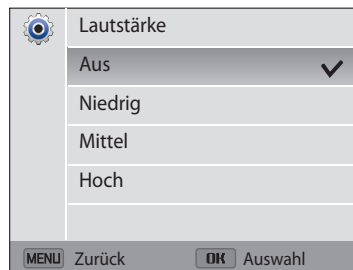 Lautstärke
Aus
Niedrig
Mittel
Hoch
MENU Zurück OK Auswahl